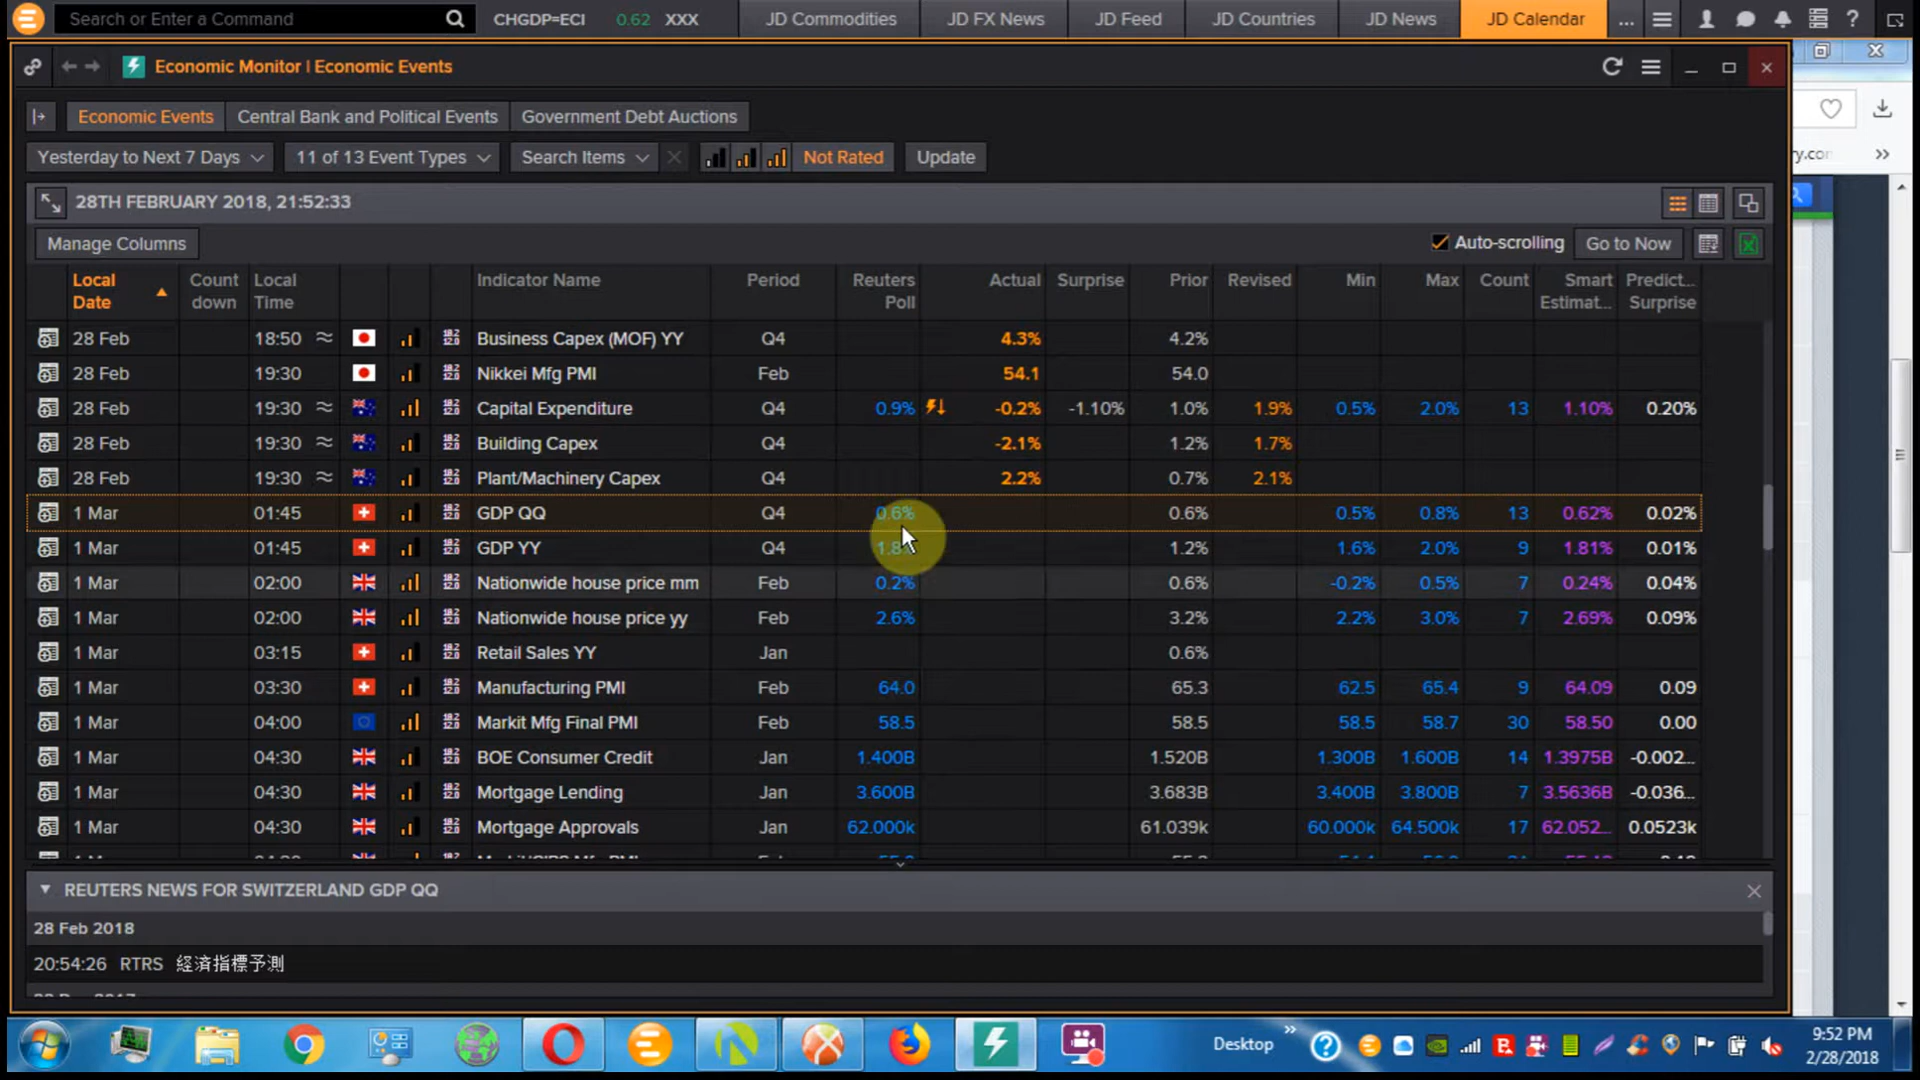 Search or Enter a Command CHGDP=ECI 0.62 XXX JD Commodities JD FX News JD Feed JD Countries JD News JD Calendar ... ?
Economic Monitor | Economic Events
Economic Events Central Bank and Political Events Government Debt Auctions
Yesterday to Next 7 Days 11 of 13 Event Types Search Items Not Rated Update
28TH FEBRUARY 2018, 21:52:33
Manage Columns Auto-scrolling Go to Now
Local Date Count down Local Time Indicator Name Period Reuters Poll Actual Surprise Prior Revised Min Max Count Smart Estimat... Predict... Surprise
28 Feb 18:50 ≈ Business Capex (MOF) YY Q4 4.3% 4.2%
28 Feb 19:30 Nikkei Mfg PMI Feb 54.1 54.0
28 Feb 19:30 ≈ Capital Expenditure Q4 0.9% -0.2% -1.10% 1.0% 1.9% 0.5% 2.0% 13 1.10% 0.20%
28 Feb 19:30 ≈ Building Capex Q4 -2.1% 1.2% 1.7%
28 Feb 19:30 ≈ Plant/Machinery Capex Q4 2.2% 0.7% 2.1%
1 Mar 01:45 GDP QQ Q4 0.6% 0.6% 0.5% 0.8% 13 0.62% 0.02%
1 Mar 01:45 GDP YY Q4 1.2% 1.6% 2.0% 9 1.81% 0.01%
1 Mar 02:00 Nationwide house price mm Feb 0.2% 0.6% -0.2% 0.5% 7 0.24% 0.04%
1 Mar 02:00 Nationwide house price yy Feb 2.6% 3.2% 2.2% 3.0% 7 2.69% 0.09%
1 Mar 03:15 Retail Sales YY Jan 0.6%
1 Mar 03:30 Manufacturing PMI Feb 64.0 65.3 62.5 65.4 9 64.09 0.09
1 Mar 04:00 Markit Mfg Final PMI Feb 58.5 58.5 58.5 58.7 30 58.50 0.00
1 Mar 04:30 BOE Consumer Credit Jan 1.400B 1.520B 1.300B 1.600B 14 1.3975B -0.002...
1 Mar 04:30 Mortgage Lending Jan 3.600B 3.683B 3.400B 3.800B 7 3.5636B -0.036...
1 Mar 04:30 Mortgage Approvals Jan 62.000k 61.039k 60.000k 64.500k 17 62.052... 0.0523k
REUTERS NEWS FOR SWITZERLAND GDP QQ
28 Feb 2018
20:54:26 RTRS 経済指標予測
Desktop » ? 9:52 PM
2/28/2018